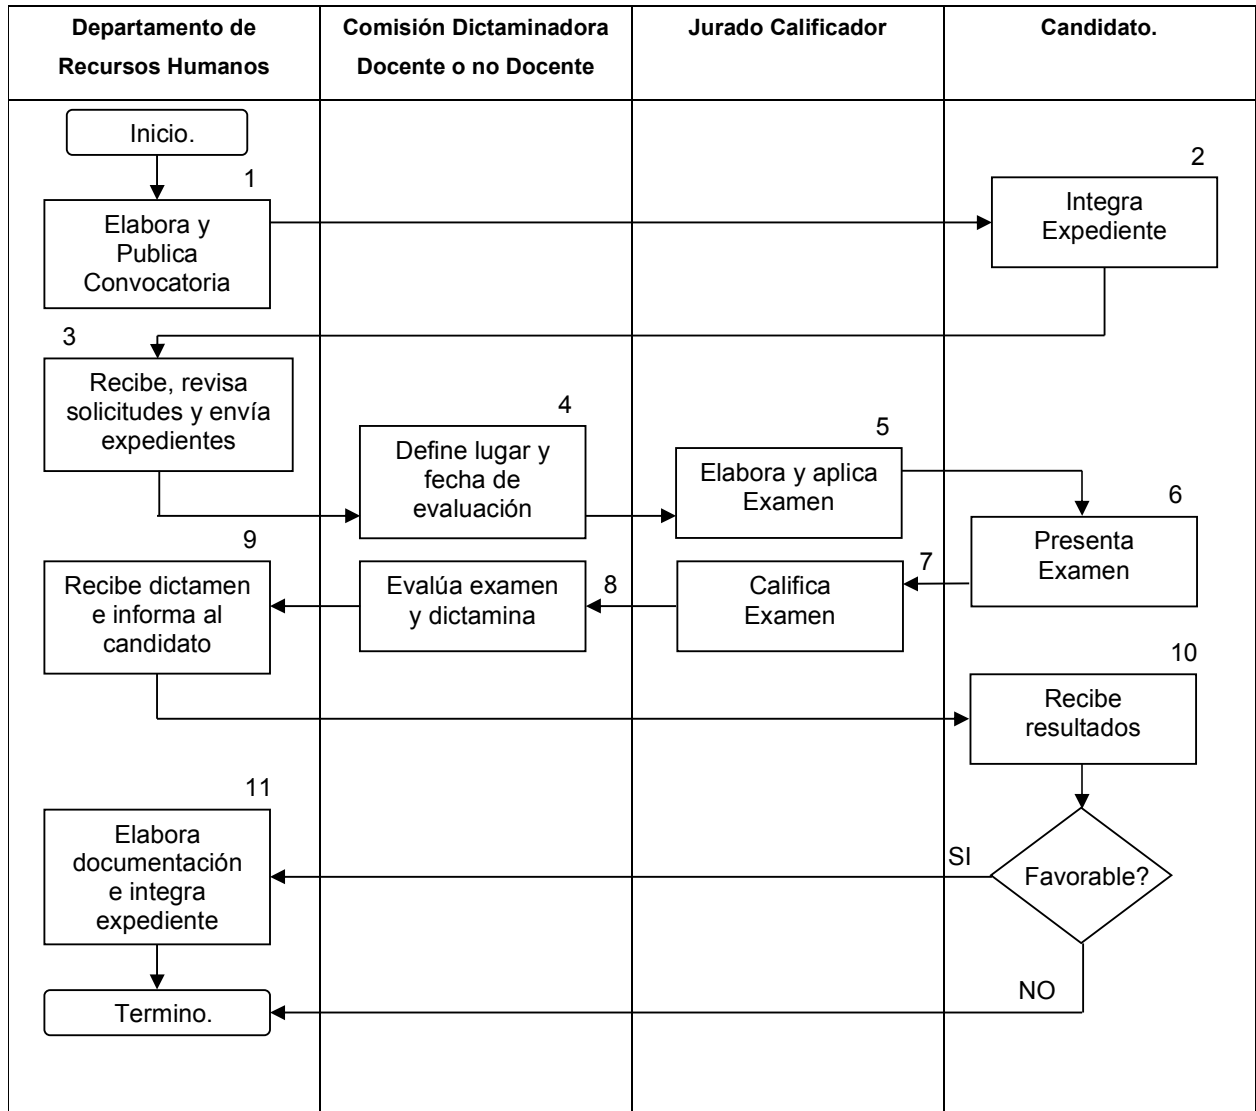 Departamento de
Recursos Humanos
Comisión Dictaminadora
Docente o no Docente
Jurado Calificador
Candidato.
Inicio.
1
Elabora y
Publica
Convocatoria
2
Integra
Expediente
3
Recibe, revisa
solicitudes y envía
expedientes
4
Define lugar y
fecha de
evaluación
5
Elabora y aplica
Examen
6
Presenta
Examen
7
Califica
Examen
8
Evalúa examen
y dictamina
9
Recibe dictamen
e informa al
candidato
10
Recibe
resultados
Favorable?
SI
11
Elabora
documentación
e integra
expediente
NO
Termino.